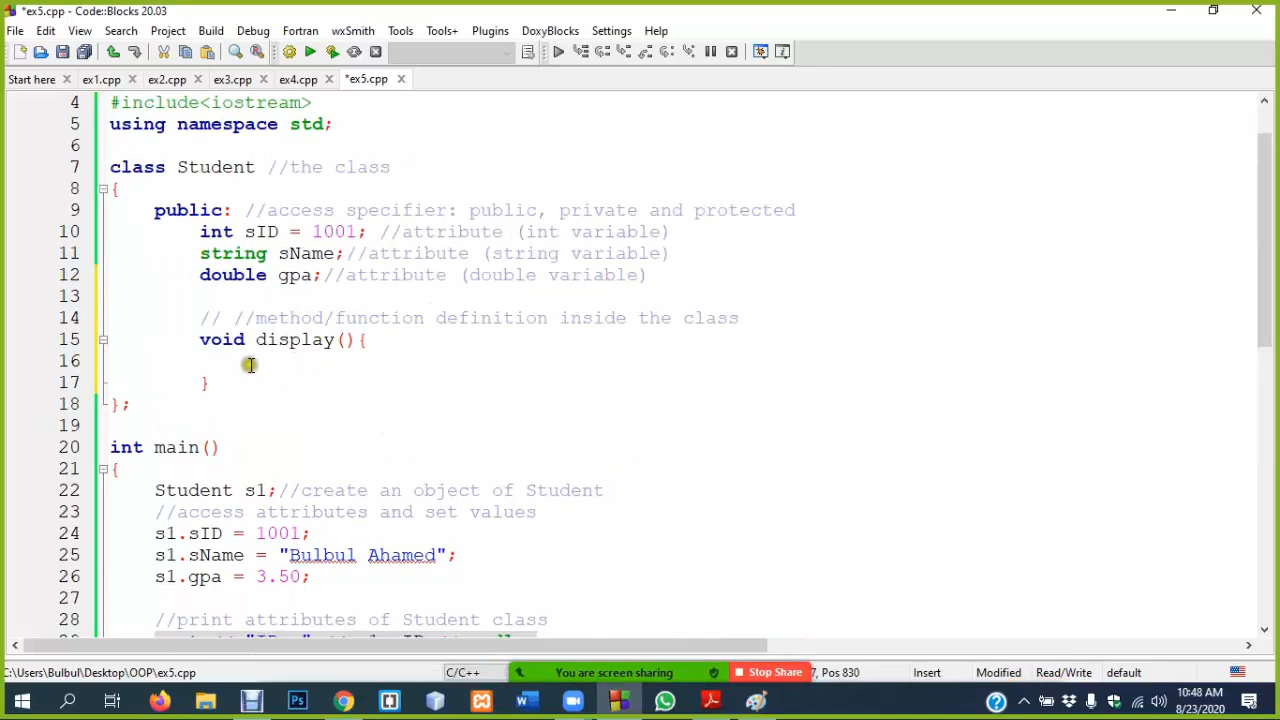 *ex5.cpp - Code::Blocks 20.03
File Edit View Search Project Build Debug Fortran wxSmith Tools Tools+ Plugins DoxyBlocks Settings Help
Start here ex1.cpp ex2.cpp ex3.cpp ex4.cpp *ex5.cpp
4 #include<iostream>
5 using namespace std;
6
7 class Student //the class
8 {
9 public: //access specifier: public, private and protected
10 int sID = 1001; //attribute (int variable)
11 string sName;//attribute (string variable)
12 double gpa;//attribute (double variable)
13
14 // //method/function definition inside the class
15 void display(){
16
17 }
18 };
19
20 int main()
21 {
22 Student s1;//create an object of Student
23 //access attributes and set values
24 s1.sID = 1001;
25 s1.sName = "Bulbul Ahamed";
26 s1.gpa = 3.50;
27
28 //print attributes of Student class
C:\Users\Bulbul\Desktop\OOP\ex5.cpp C/C++ You are screen sharing Stop Share 7, Pos 830 Insert Modified Read/Write default
10:48 AM
8/23/2020